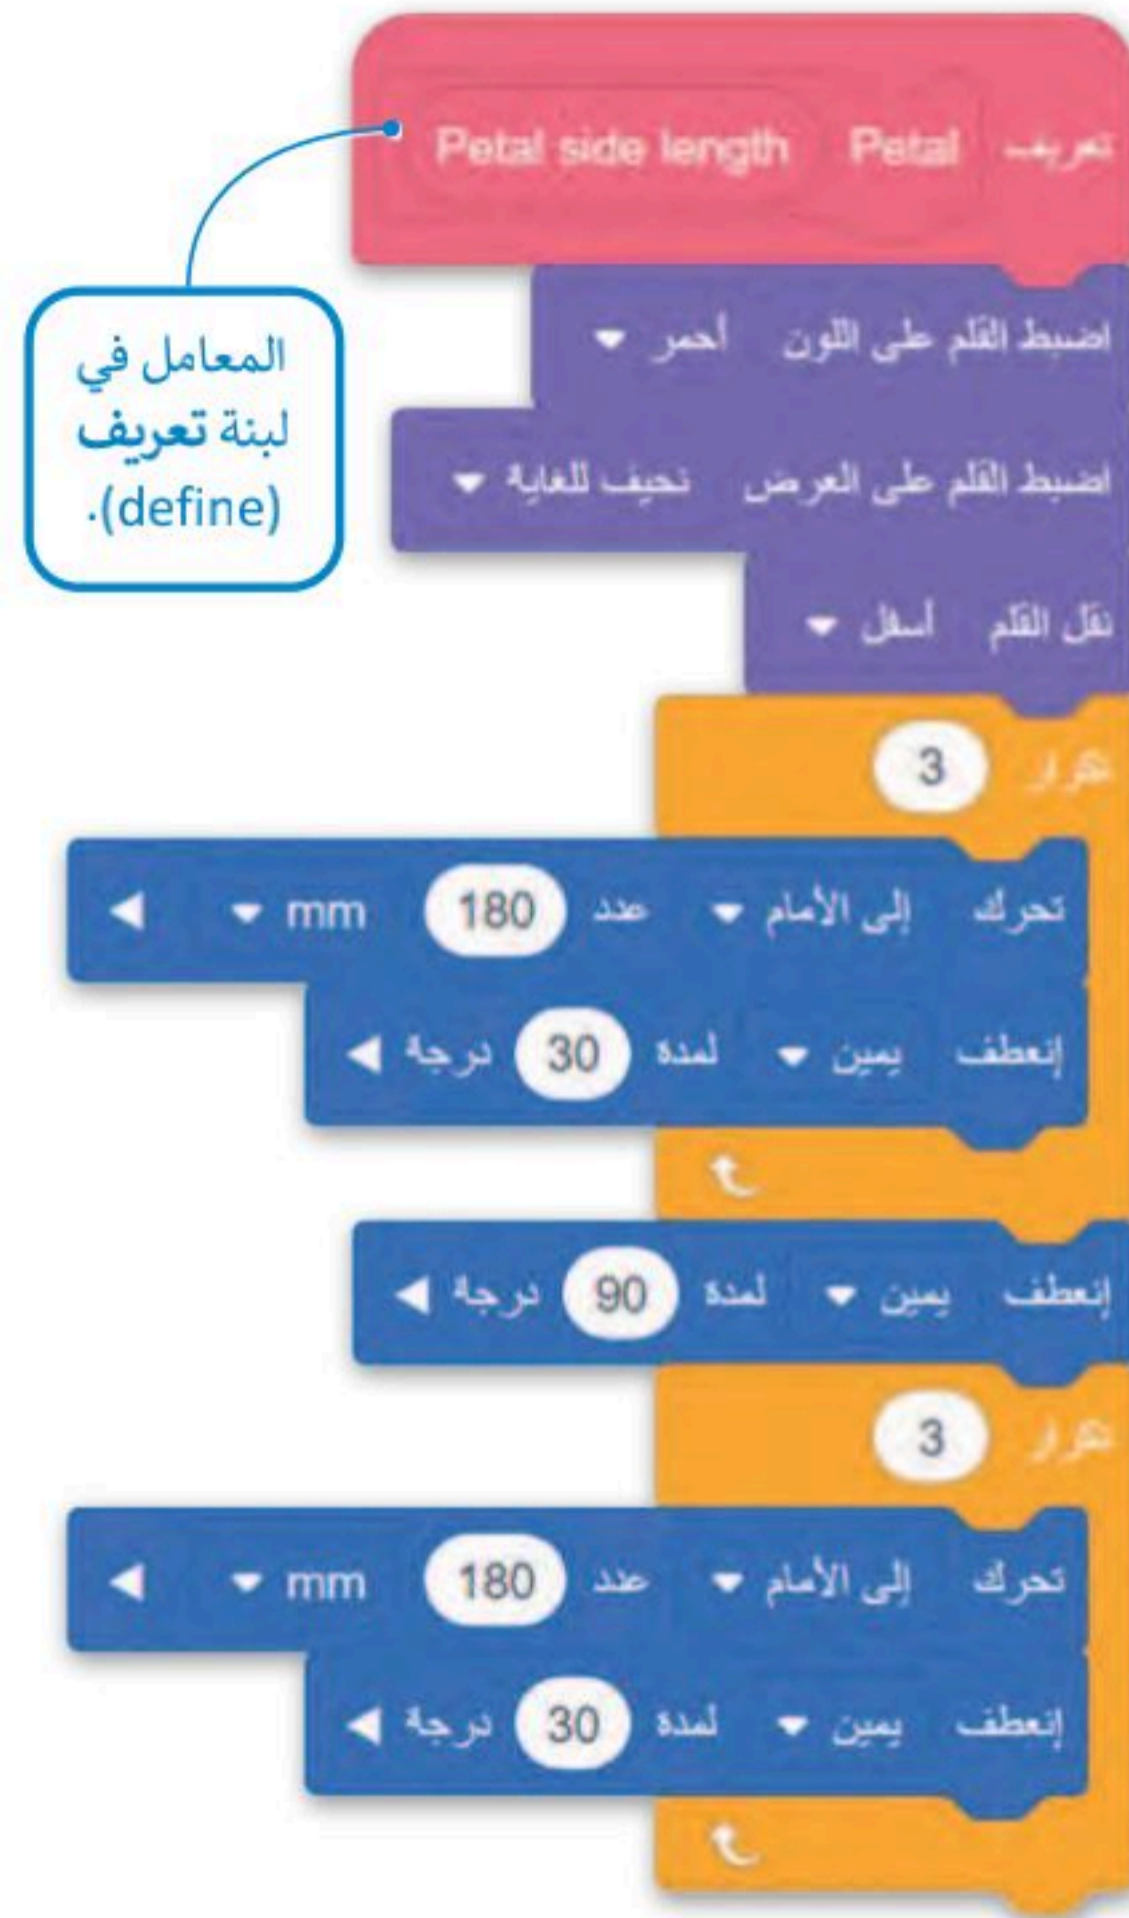 تعريف Petal Petal side length
المعامل في
لبنة تعريف
(define).
اضبط القلم على اللون أحمر
اضبط القلم على العرض نحيف للغاية
نقل القلم أسفل
تكرار 3
تحرك إلى الأمام عدد 180 mm
إنعطف يمين لمدة 30 درجة
إنعطف يمين لمدة 90 درجة
تكرار 3
تحرك إلى الأمام عدد 180 mm
إنعطف يمين لمدة 30 درجة